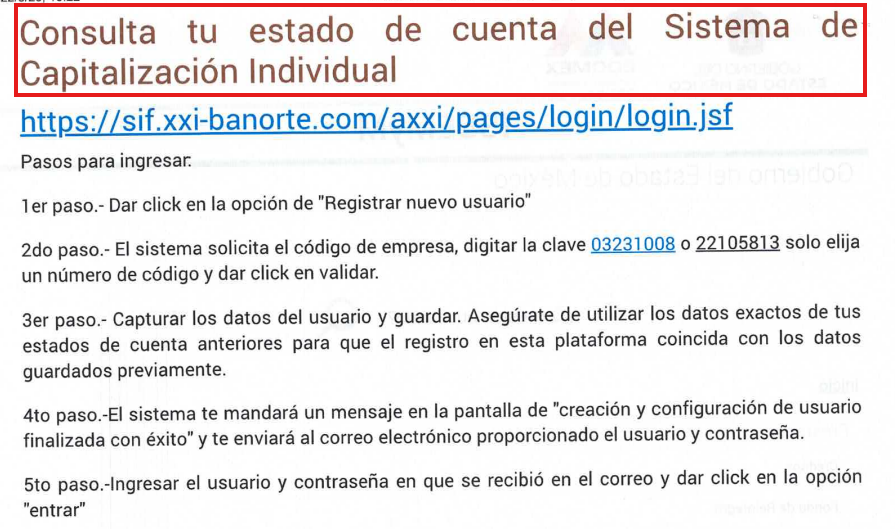 Consulta tu estado de cuenta del Sistema de
Capitalización Individual
https://sif.xxi-banorte.com/axxi/pages/login/login.jsf
Pasos para ingresar:
1er paso.- Dar click en la opción de "Registrar nuevo usuario"
2do paso.- El sistema solicita el código de empresa, digitar la clave 03231008 o 22105813 solo elija
un número de código y dar click en validar.
3er paso.- Capturar los datos del usuario y guardar. Asegúrate de utilizar los datos exactos de tus
estados de cuenta anteriores para que el registro en esta plataforma coincida con los datos
guardados previamente.
4to paso.-El sistema te mandará un mensaje en la pantalla de "creación y configuración de usuario
finalizada con éxito" y te enviará al correo electrónico proporcionado el usuario y contraseña.
5to paso.-Ingresar el usuario y contraseña en que se recibió en el correo y dar click en la opción
"entrar"